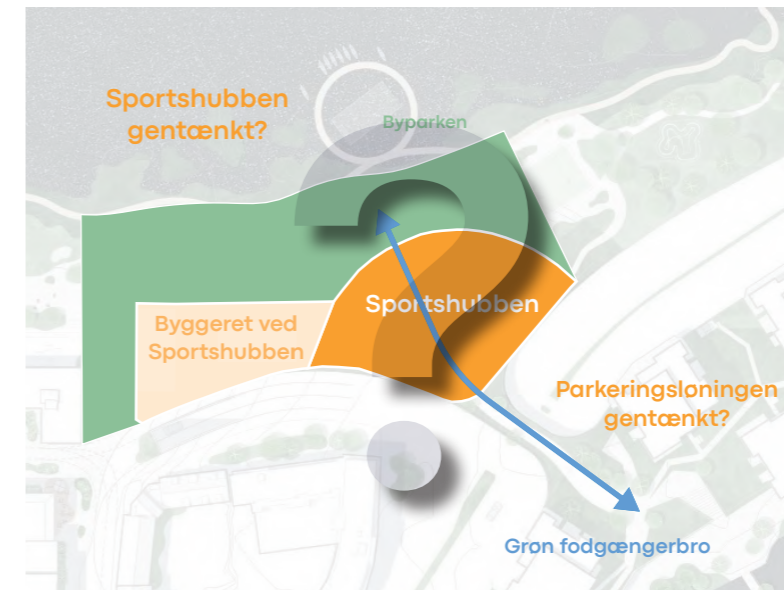 Sportshubben
gentænkt?
Byparken
Sportshubben
Byggeret ved
Sportshubben
Parkeringsløningen
gentænkt?
Grøn fodgængerbro
?